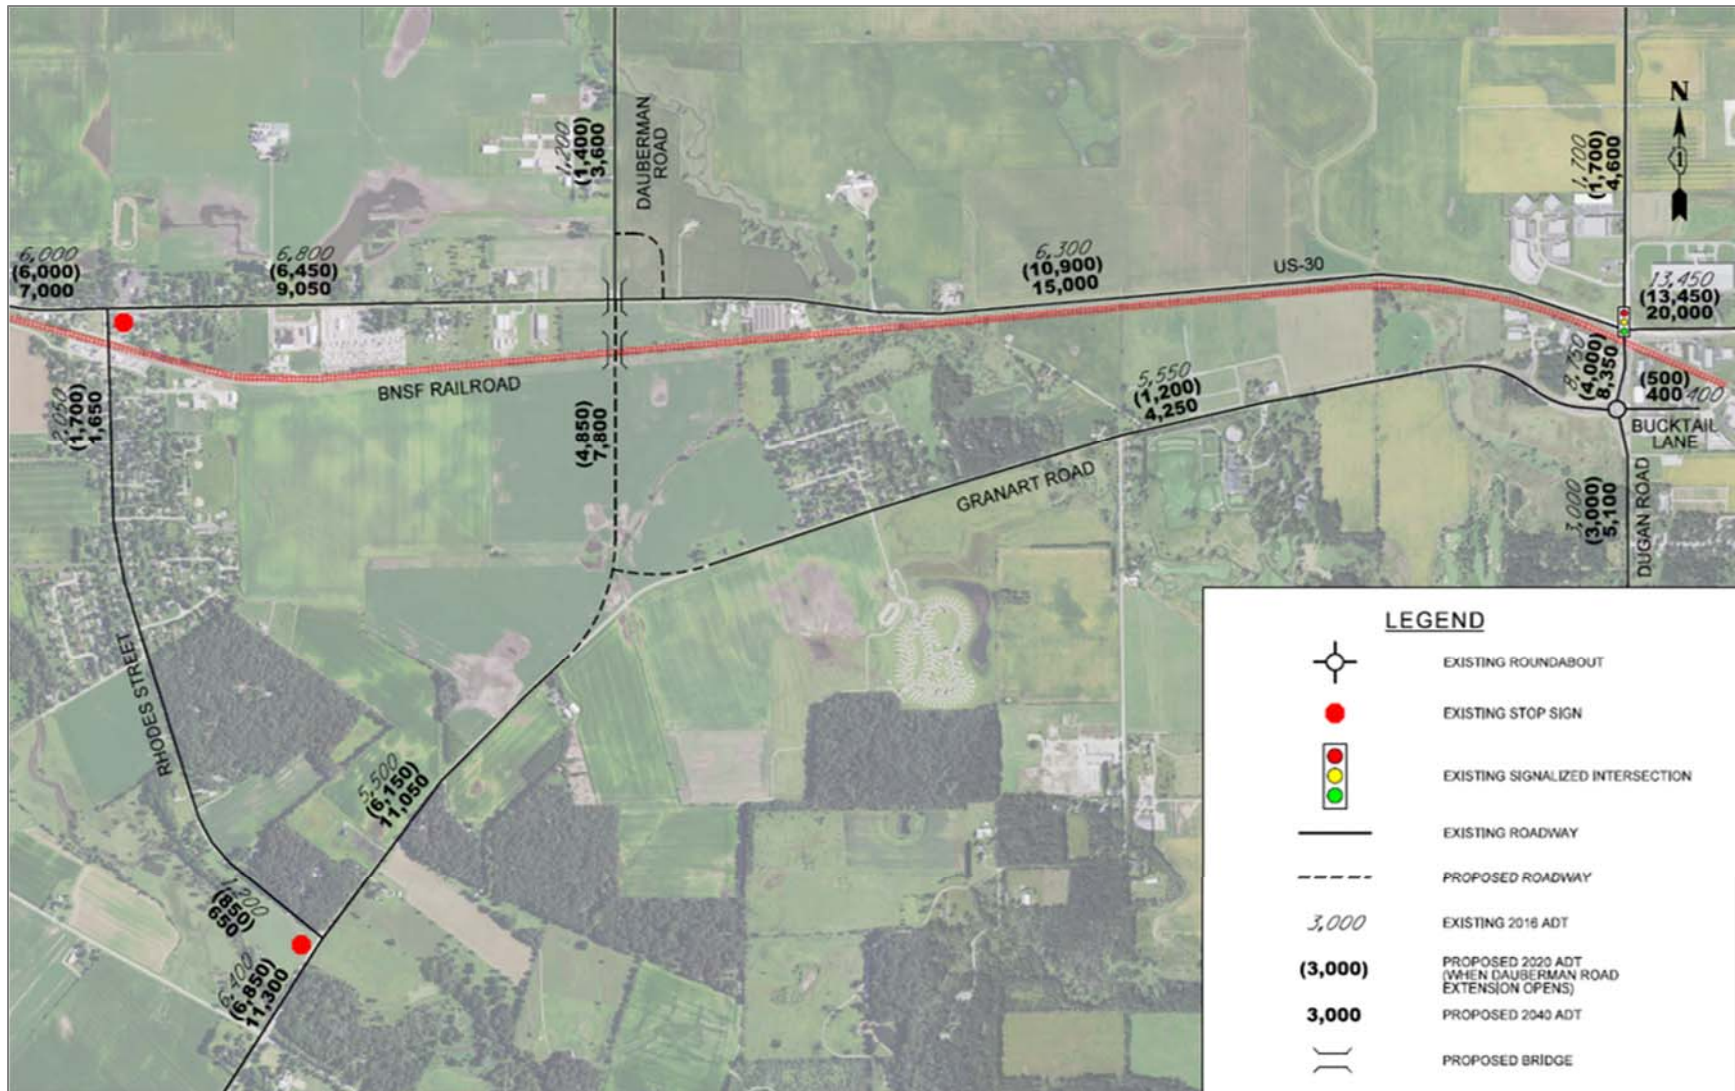 N
1
1,200
(1,400)
3,600
DAUBERMAN
ROAD
1,700
(1,700)
4,600
6,000
(6,000)
7,000
6,800
(6,450)
9,050
6,300
(10,900)
15,000
US-30
13,450
(13,450)
20,000
BNSF RAILROAD
2,050
(1,700)
1,650
(4,850)
7,800
5,550
(1,200)
4,250
8,750
(4,000)
8,350
(500)
400 400
BUCKTAIL
LANE
GRANART ROAD
3,000
(3,000)
5,100
DUGAN ROAD
RHODES STREET
5,500
(6,150)
11,050
1,200
(850)
650
6,400
(6,850)
11,300
LEGEND
EXISTING ROUNDABOUT
EXISTING STOP SIGN
EXISTING SIGNALIZED INTERSECTION
EXISTING ROADWAY
PROPOSED ROADWAY
3,000 EXISTING 2016 ADT
(3,000) PROPOSED 2020 ADT
(WHEN DAUBERMAN ROAD
EXTENSION OPENS)
3,000 PROPOSED 2040 ADT
PROPOSED BRIDGE